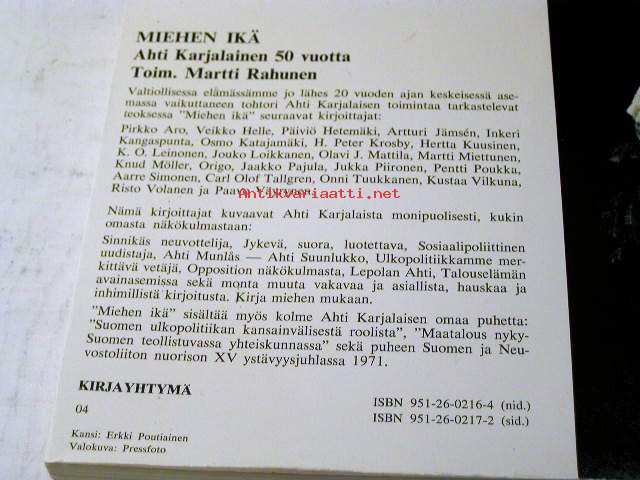 MIEHEN IKÄ
Ahti Karjalainen 50 vuotta
Toim. Martti Rahunen
Valtiollisessa elämässämme jo lähes 20 vuoden ajan keskeisessä ase-
massa vaikuttaneen tohtori Ahti Karjalaisen toimintaa tarkastelevat
teoksessa "Miehen ikä" seuraavat kirjoittajat:
Pirkko Aro, Veikko Helle, Päiviö Hetemäki, Artturi Jämsén, Inkeri
Kangaspunta, Osmo Katajamäki, H. Peter Krosby, Hertta Kuusinen,
K. O. Leinonen, Jouko Loikkanen, Olavi J. Mattila, Martti Miettunen,
Knud Möller, Origo, Jaakko Pajula, Jukka Piironen, Pentti Poukka,
Aarre Simonen, Carl Olof Tallgren, Onni Tuukkanen, Kustaa Vilkuna,
Risto Volanen ja Paavo Väyrynen.
Antikvariaatti.net
Nämä kirjoittajat kuvaavat Ahti Karjalaista monipuolisesti, kukin
omasta näkökulmastaan:
Sinnikäs neuvottelija, Jykevä, suora, luotettava, Sosiaalipoliittinen
uudistaja, Ahti Munlås — Ahti Suunlukko, Ulkopolitiikkamme mer-
kittävä vetäjä, Opposition näkökulmasta, Lepolan Ahti, Talouselämän
avainasemissa sekä monta muuta vakavaa ja asiallista, hauskaa ja
inhimillistä kirjoitusta. Kirja miehen mukaan.
"Miehen ikä" sisältää myös kolme Ahti Karjalaisen omaa puhetta:
"Suomen ulkopolitiikan kansainvälisestä roolista", "Maatalous nyky-
Suomen teollistuvassa yhteiskunnassa" sekä puheen Suomen ja Neu-
vostoliiton nuorison XV ystävyysjuhlassa 1971.
KIRJAYHTYMÄ
ISBN 951-26-0216-4 (nid.)
04
ISBN 951-26-0217-2 (sid.)
Kansi: Erkki Poutiainen
Valokuva: Pressfoto